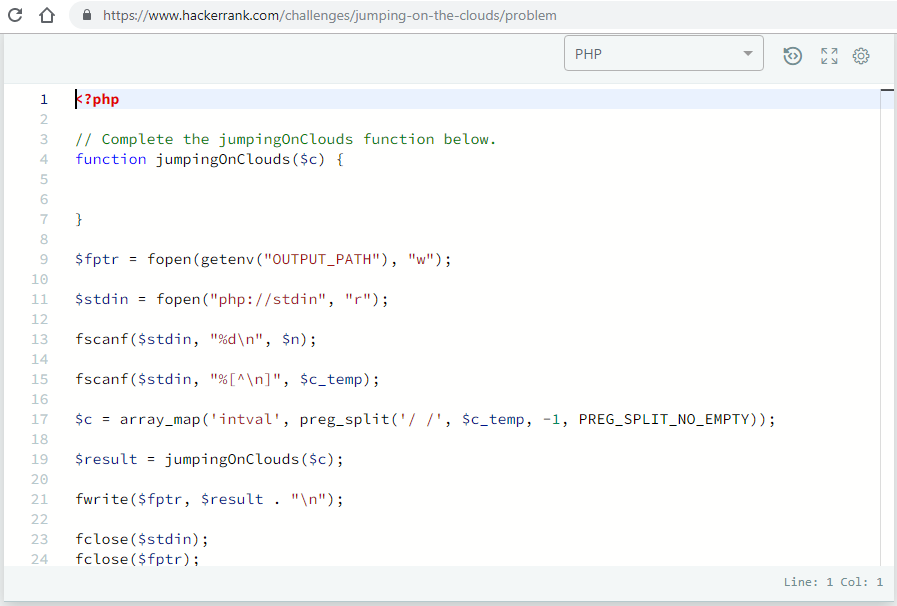 https://www.hackerrank.com/challenges/jumping-on-the-clouds/problem
PHP
1 <?php
2
3 // Complete the jumpingOnClouds function below.
4 function jumpingOnClouds($c) {
5
6
7 }
8
9 $fptr = fopen(getenv("OUTPUT_PATH"), "w");
10
11 $stdin = fopen("php://stdin", "r");
12
13 fscanf($stdin, "%d\n", $n);
14
15 fscanf($stdin, "%[^\n]", $c_temp);
16
17 $c = array_map('intval', preg_split('/ /', $c_temp, -1, PREG_SPLIT_NO_EMPTY));
18
19 $result = jumpingOnClouds($c);
20
21 fwrite($fptr, $result . "\n");
22
23 fclose($stdin);
24 fclose($fptr);
Line: 1 Col: 1